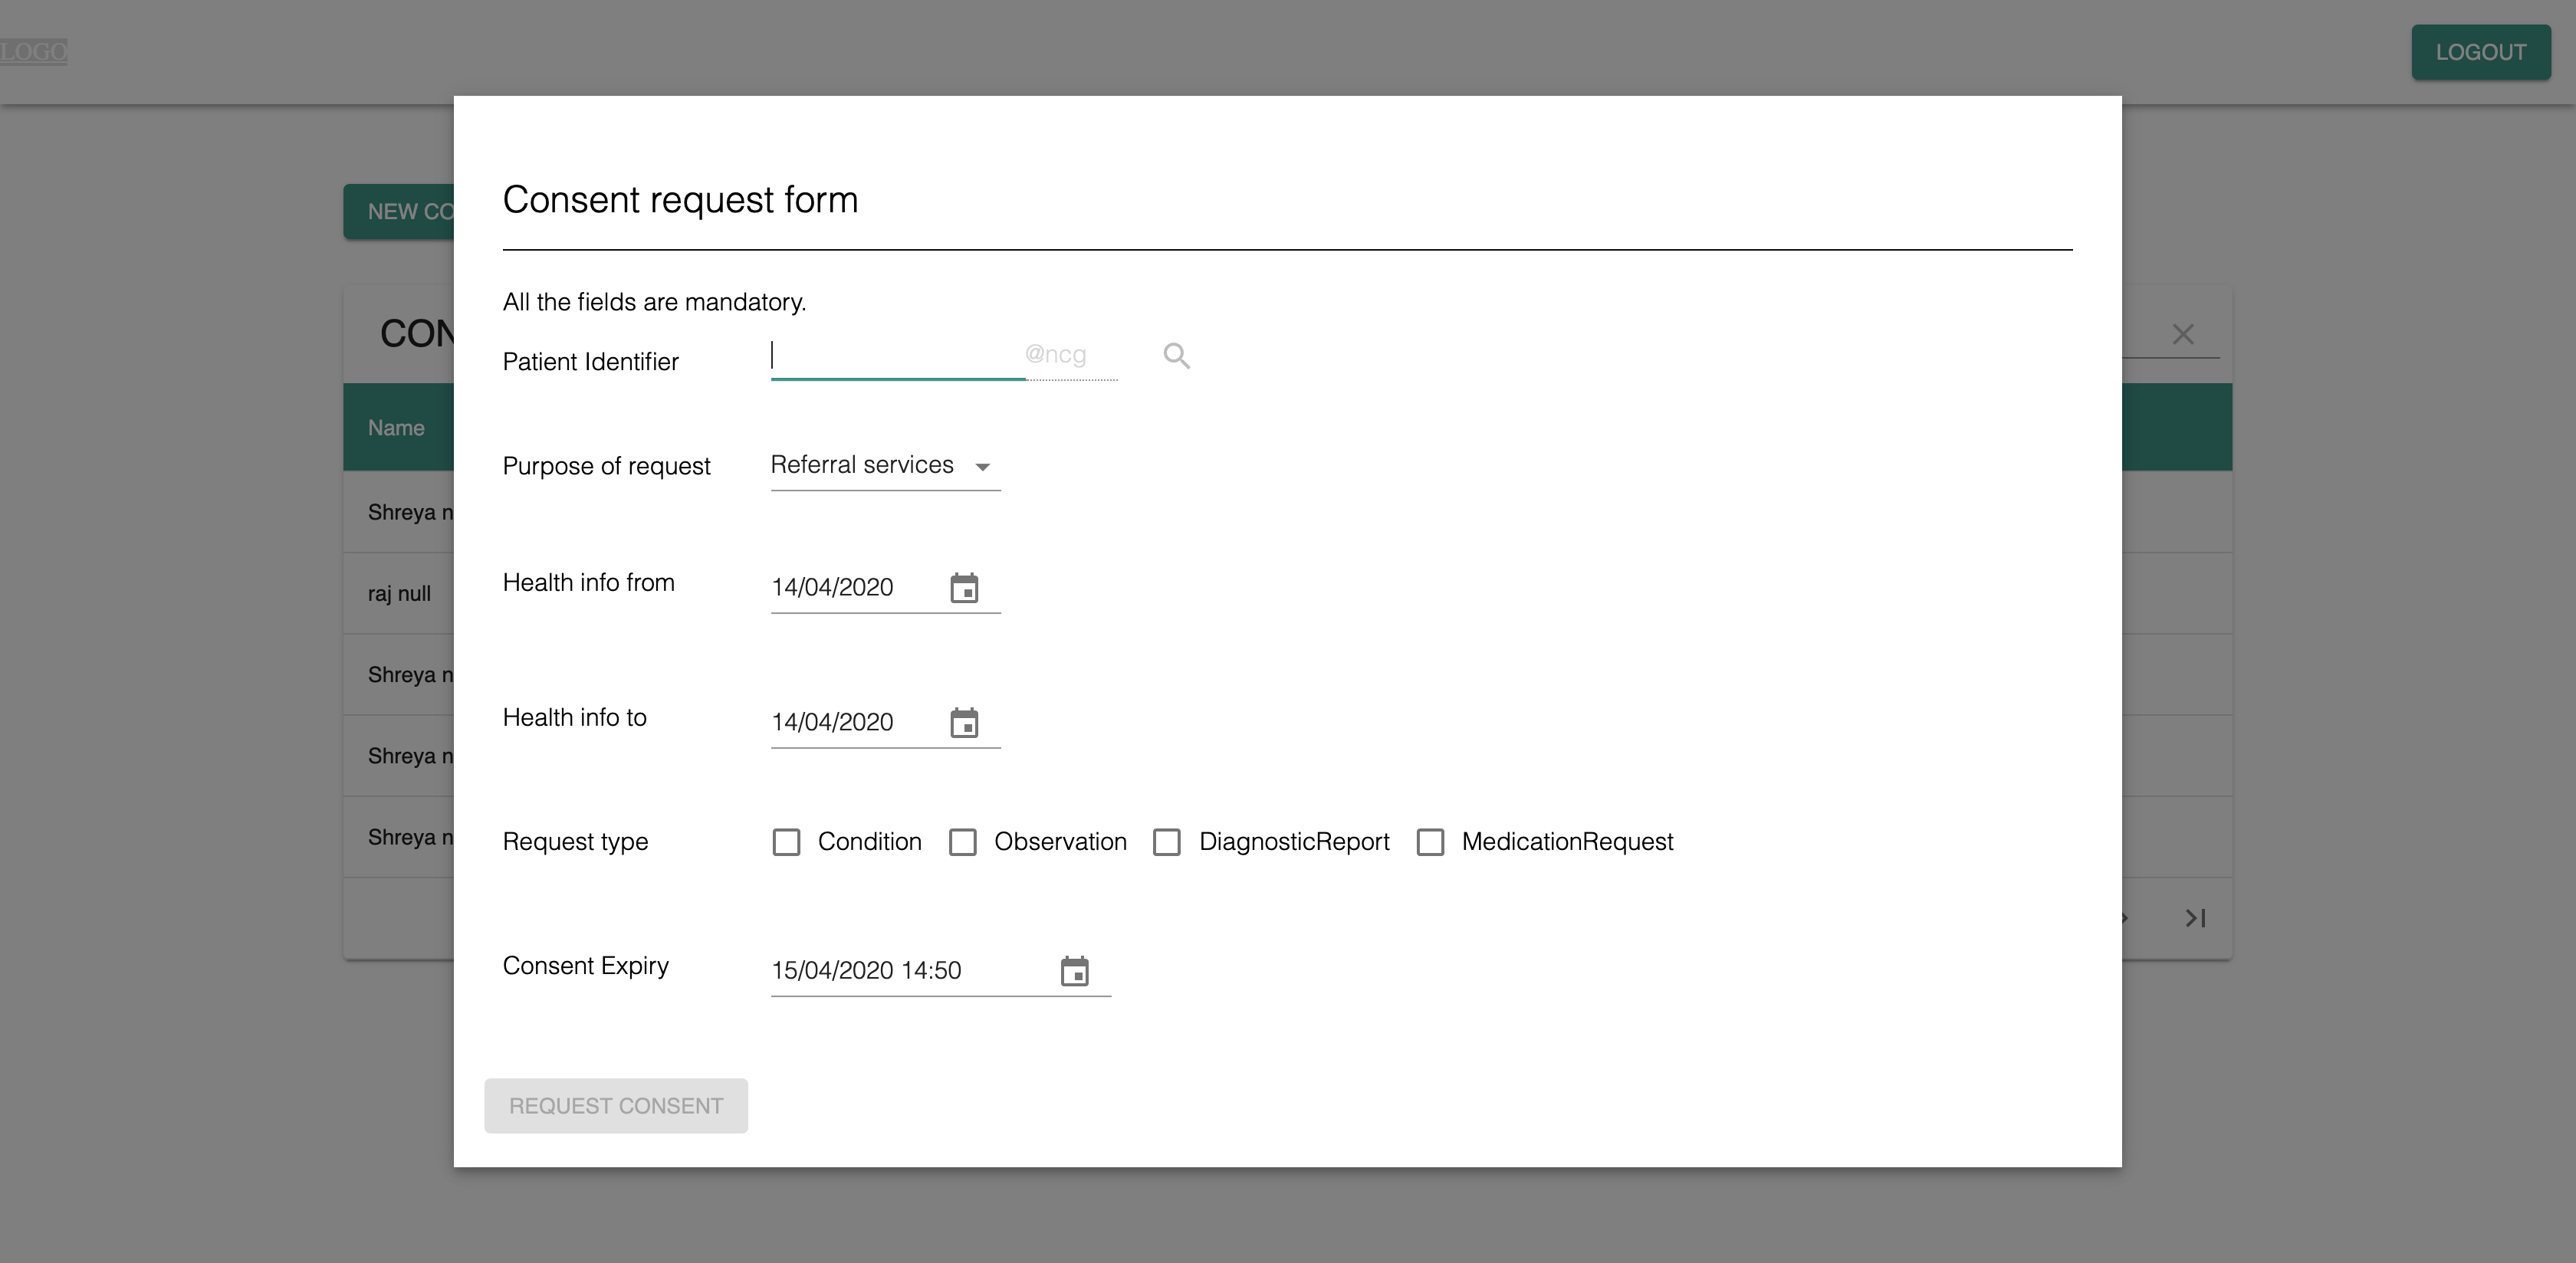 LOGO
LOGOUT
NEW CO
CON
Name
Shreya n
raj null
Shreya n
Shreya n
Shreya n
Consent request form
All the fields are mandatory.
Patient Identifier @ncg
Purpose of request Referral services
Health info from 14/04/2020
Health info to 14/04/2020
Request type Condition Observation DiagnosticReport MedicationRequest
Consent Expiry 15/04/2020 14:50
REQUEST CONSENT